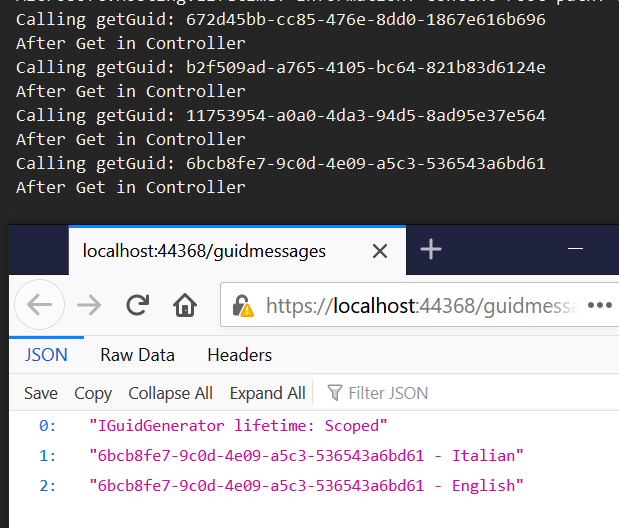 Calling getGuid: 672d45bb-cc85-476e-8dd0-1867e616b696
After Get in Controller
Calling getGuid: b2f509ad-a765-4105-bc64-821b83d6124e
After Get in Controller
Calling getGuid: 11753954-a0a0-4da3-94d5-8ad95e37e564
After Get in Controller
Calling getGuid: 6bcb8fe7-9c0d-4e09-a5c3-536543a6bd61
After Get in Controller
localhost:44368/guidmessages
https://localhost:44368/guidmessa
JSON Raw Data Headers
Save Copy Collapse All Expand All Filter JSON
0: "IGuidGenerator lifetime: Scoped"
1: "6bcb8fe7-9c0d-4e09-a5c3-536543a6bd61 - Italian"
2: "6bcb8fe7-9c0d-4e09-a5c3-536543a6bd61 - English"